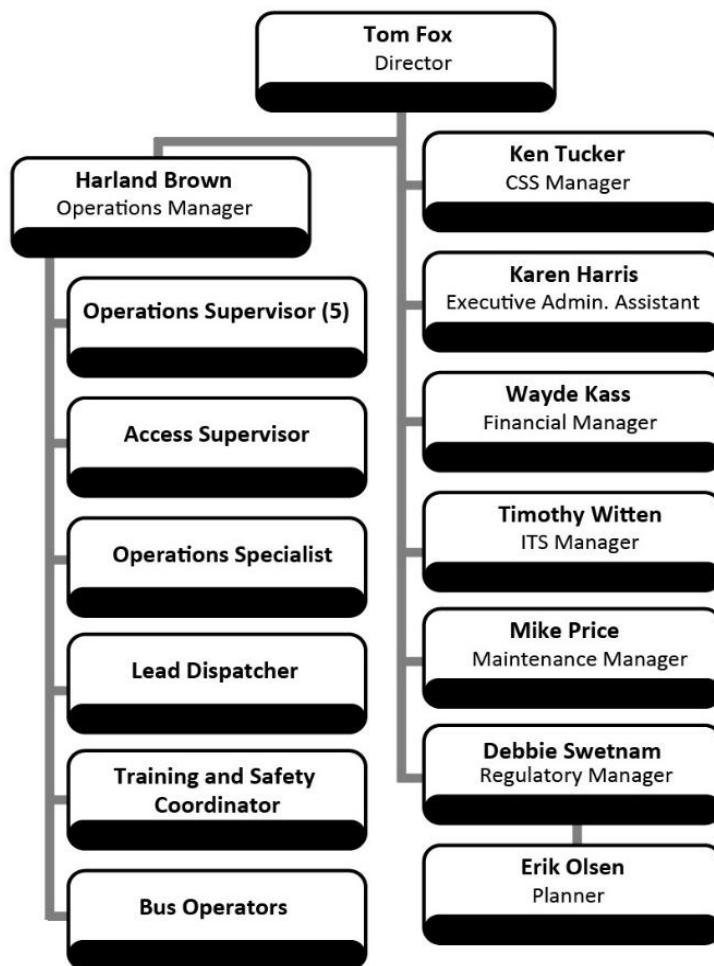 Tom Fox
Director
Harland Brown
Operations Manager
Operations Supervisor (5)
Access Supervisor
Operations Specialist
Lead Dispatcher
Training and Safety
Coordinator
Bus Operators
Ken Tucker
CSS Manager
Karen Harris
Executive Admin. Assistant
Wayde Kass
Financial Manager
Timothy Witten
ITS Manager
Mike Price
Maintenance Manager
Debbie Swetnam
Regulatory Manager
Erik Olsen
Planner